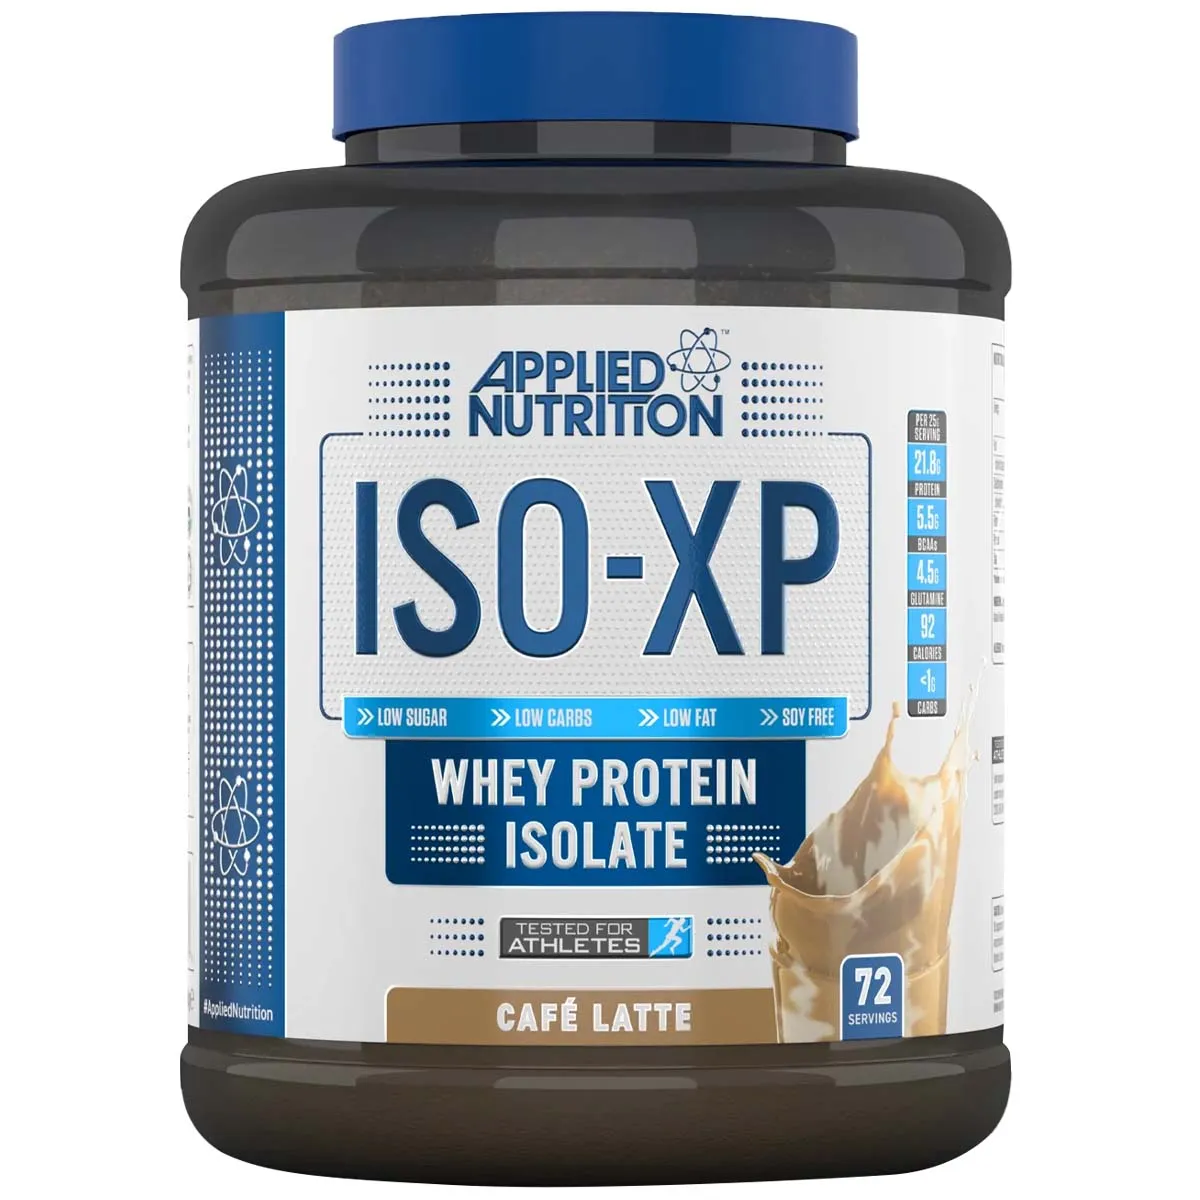 APPLIED
NUTRITION
™
ISO-XP
LOW SUGAR
LOW CARBS
LOW FAT
SOY FREE
WHEY PROTEIN
ISOLATE
TESTED FOR
ATHLETES
CAFÉ LATTE
PER 25G
SERVING
21.8G
PROTEIN
5.5G
BCAAs
4.5G
GLUTAMINE
92
CALORIES
<1G
CARBS
72
SERVINGS
#AppliedNutrition